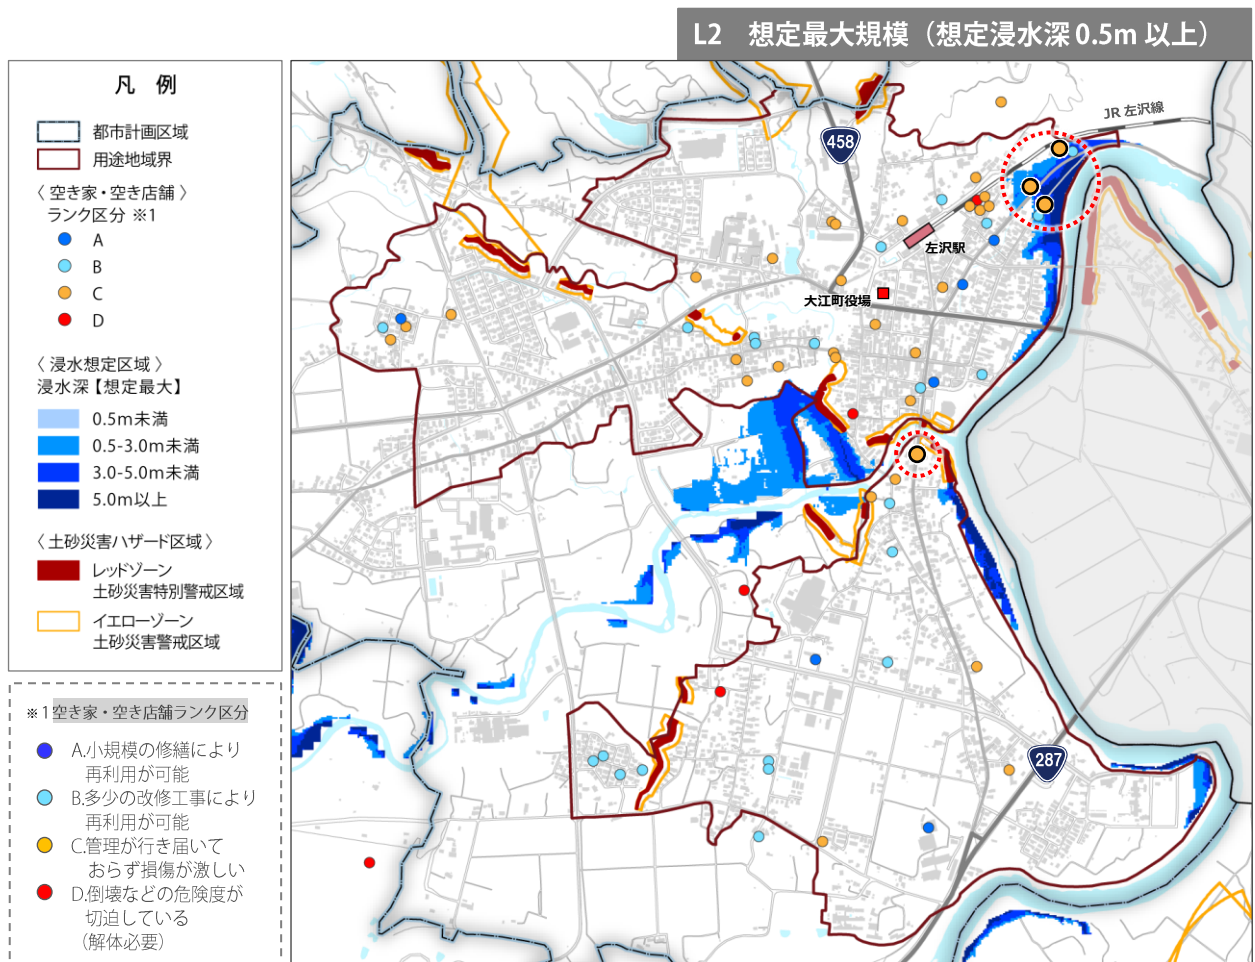 L2 想定最大規模（想定浸水深 0.5m 以上）
凡 例
都市計画区域
用途地域界
〈 空き家・空き店舗 〉
ランク区分 ※1
A
B
C
D
〈 浸水想定区域 〉
浸水深【想定最大】
0.5m未満
0.5-3.0m未満
3.0-5.0m未満
5.0m以上
〈 土砂災害ハザード区域 〉
レッドゾーン
土砂災害特別警戒区域
イエローゾーン
土砂災害警戒区域
※1 空き家・空き店舗ランク区分
A.小規模の修繕により
再利用が可能
B.多少の改修工事により
再利用が可能
C.管理が行き届いて
おらず損傷が激しい
D.倒壊などの危険度が
切迫している
（解体必要）
JR 左沢線
458
左沢駅
大江町役場
287